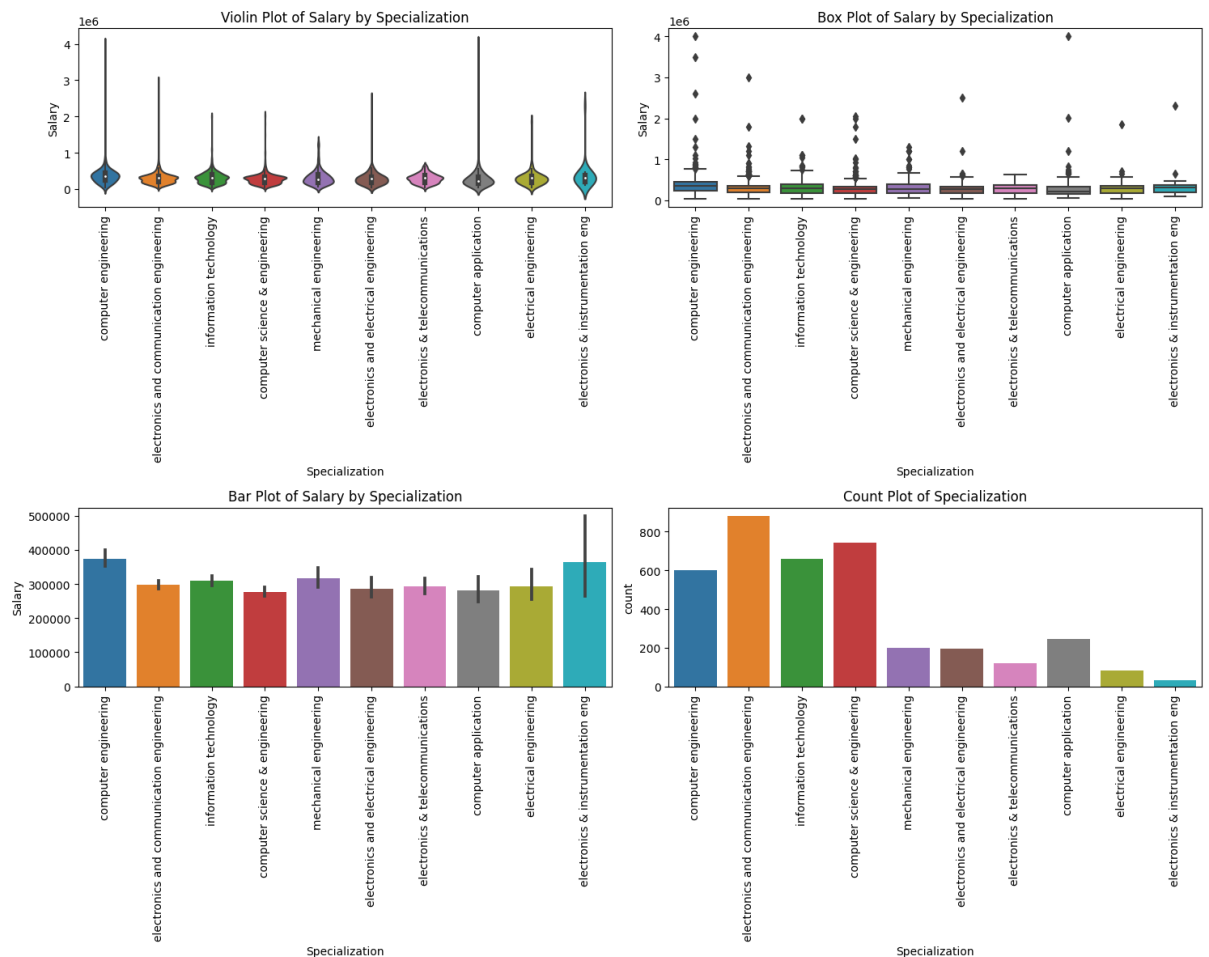 Violin Plot of Salary by Specialization
1e6
4
3
2
1
0
Salary
computer engineering
electronics and communication engineering
information technology
computer science & engineering
mechanical engineering
electronics and electrical engineering
electronics & telecommunications
computer application
electrical engineering
electronics & instrumentation eng
Specialization
Box Plot of Salary by Specialization
1e6
4
3
2
1
0
Salary
computer engineering
electronics and communication engineering
information technology
computer science & engineering
mechanical engineering
electronics and electrical engineering
electronics & telecommunications
computer application
electrical engineering
electronics & instrumentation eng
Specialization
Bar Plot of Salary by Specialization
500000
400000
300000
200000
100000
0
Salary
computer engineering
electronics and communication engineering
information technology
computer science & engineering
mechanical engineering
electronics and electrical engineering
electronics & telecommunications
computer application
electrical engineering
electronics & instrumentation eng
Specialization
Count Plot of Specialization
800
600
400
200
0
count
computer engineering
electronics and communication engineering
information technology
computer science & engineering
mechanical engineering
electronics and electrical engineering
electronics & telecommunications
computer application
electrical engineering
electronics & instrumentation eng
Specialization